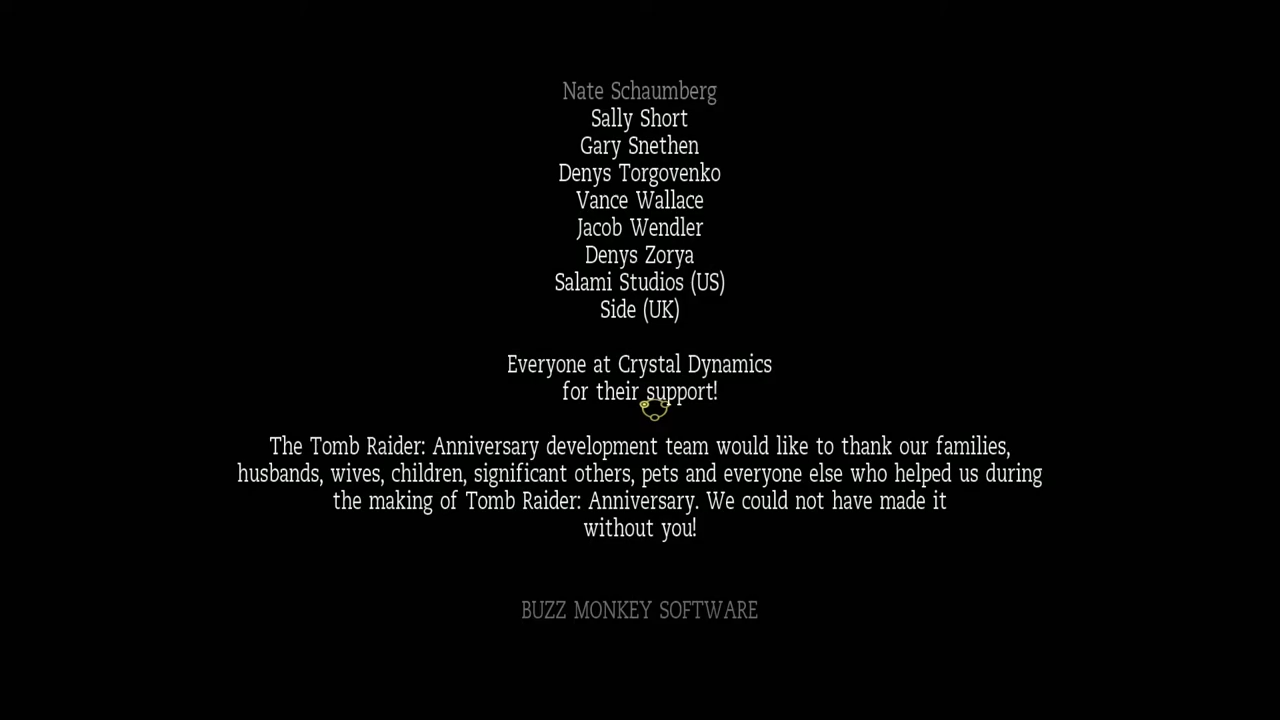 Nate Schaumberg
Sally Short
Gary Snethen
Denys Torgovenko
Vance Wallace
Jacob Wendler
Denys Zorya
Salami Studios (US)
Side (UK)
Everyone at Crystal Dynamics
for their support!
The Tomb Raider: Anniversary development team would like to thank our families,
husbands, wives, children, significant others, pets and everyone else who helped us during
the making of Tomb Raider: Anniversary. We could not have made it
without you!
BUZZ MONKEY SOFTWARE